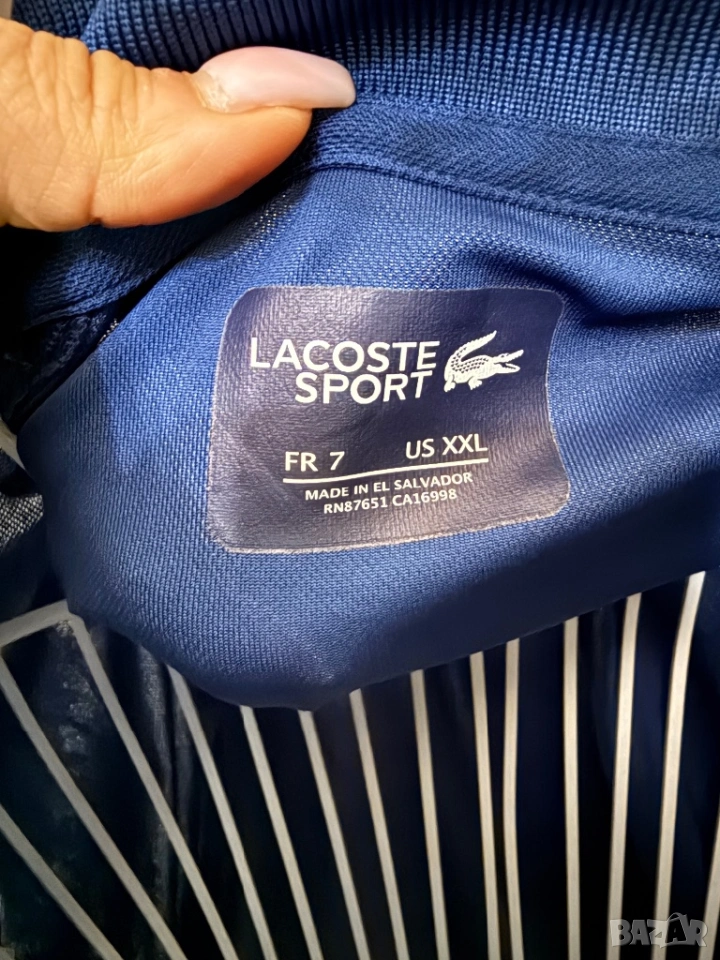 LACOSTE
SPORT
FR 7 US XXL
MADE IN EL SALVADOR
RN87651 CA16998
BAZAR